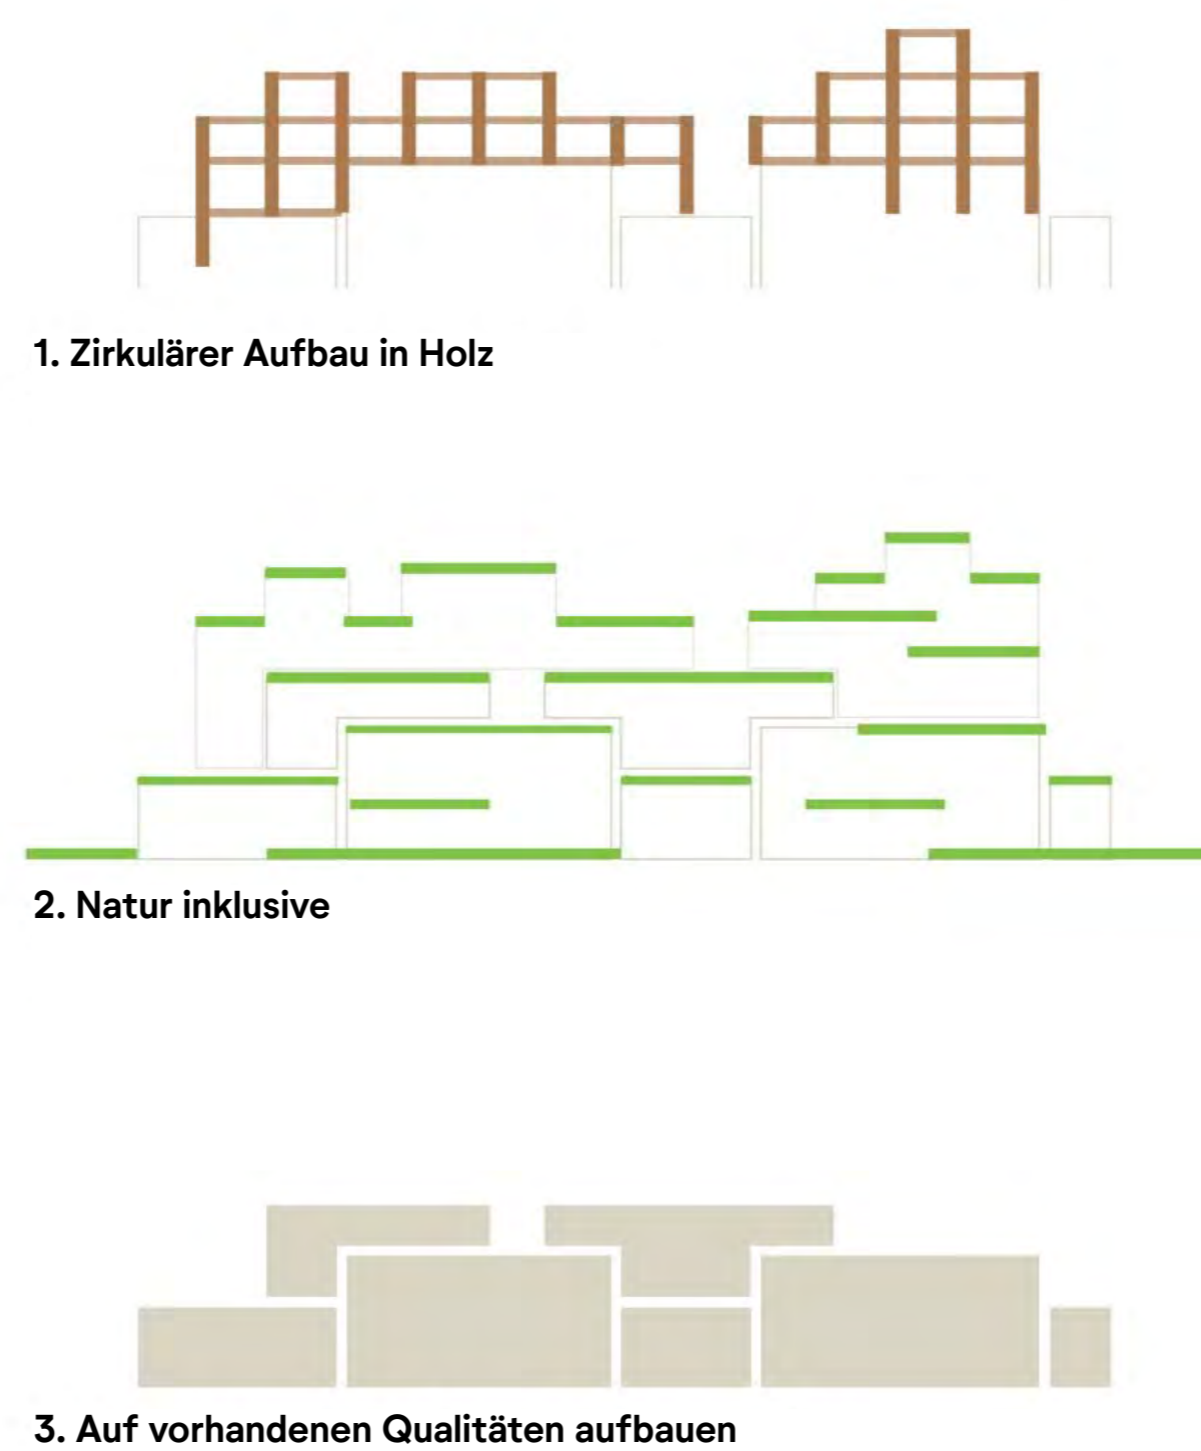 1. Zirkulärer Aufbau in Holz
2. Natur inklusive
3. Auf vorhandenen Qualitäten aufbauen